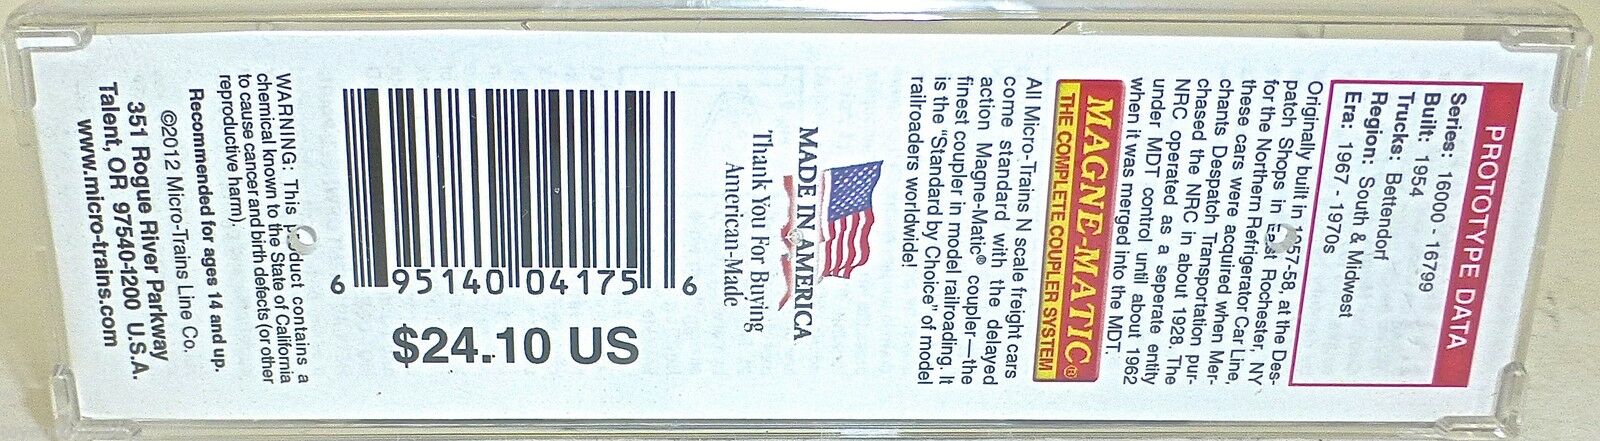 PROTOTYPE DATA
Series: 16000 - 16799
Built: 1954
Trucks: Bettendorf
Region: South & Midwest
Era: 1967 - 1970s
Originally built in 1957-58, at the Des-
patch Shops in East Rochester, NY
for the Northern Refrigerator Car Line,
these cars were acquired when Mer-
chants Despatch Transportation pur-
chased the NRC in about 1928. The
NRC operated as a seperate entity
under MDT control until about 1962
when it was merged into the MDT.
MAGNE-MATIC®
THE COMPLETE COUPLER SYSTEM
All Micro-Trains N scale freight cars
come standard with the delayed
action Magne-Matic® coupler—the
finest coupler in model railroading. It
is the "Standard by Choice" of model
railroaders worldwide!
MADE IN AMERICA
Thank You For Buying
American-Made
6 95140 04175 6
$24.10 US
WARNING: This product contains a
chemical known to the State of California
to cause cancer and birth defects (or other
reproductive harm).
Recommended for ages 14 and up.
©2012 Micro-Trains Line Co.
351 Rogue River Parkway
Talent, OR 97540-1200 U.S.A.
www.micro-trains.com